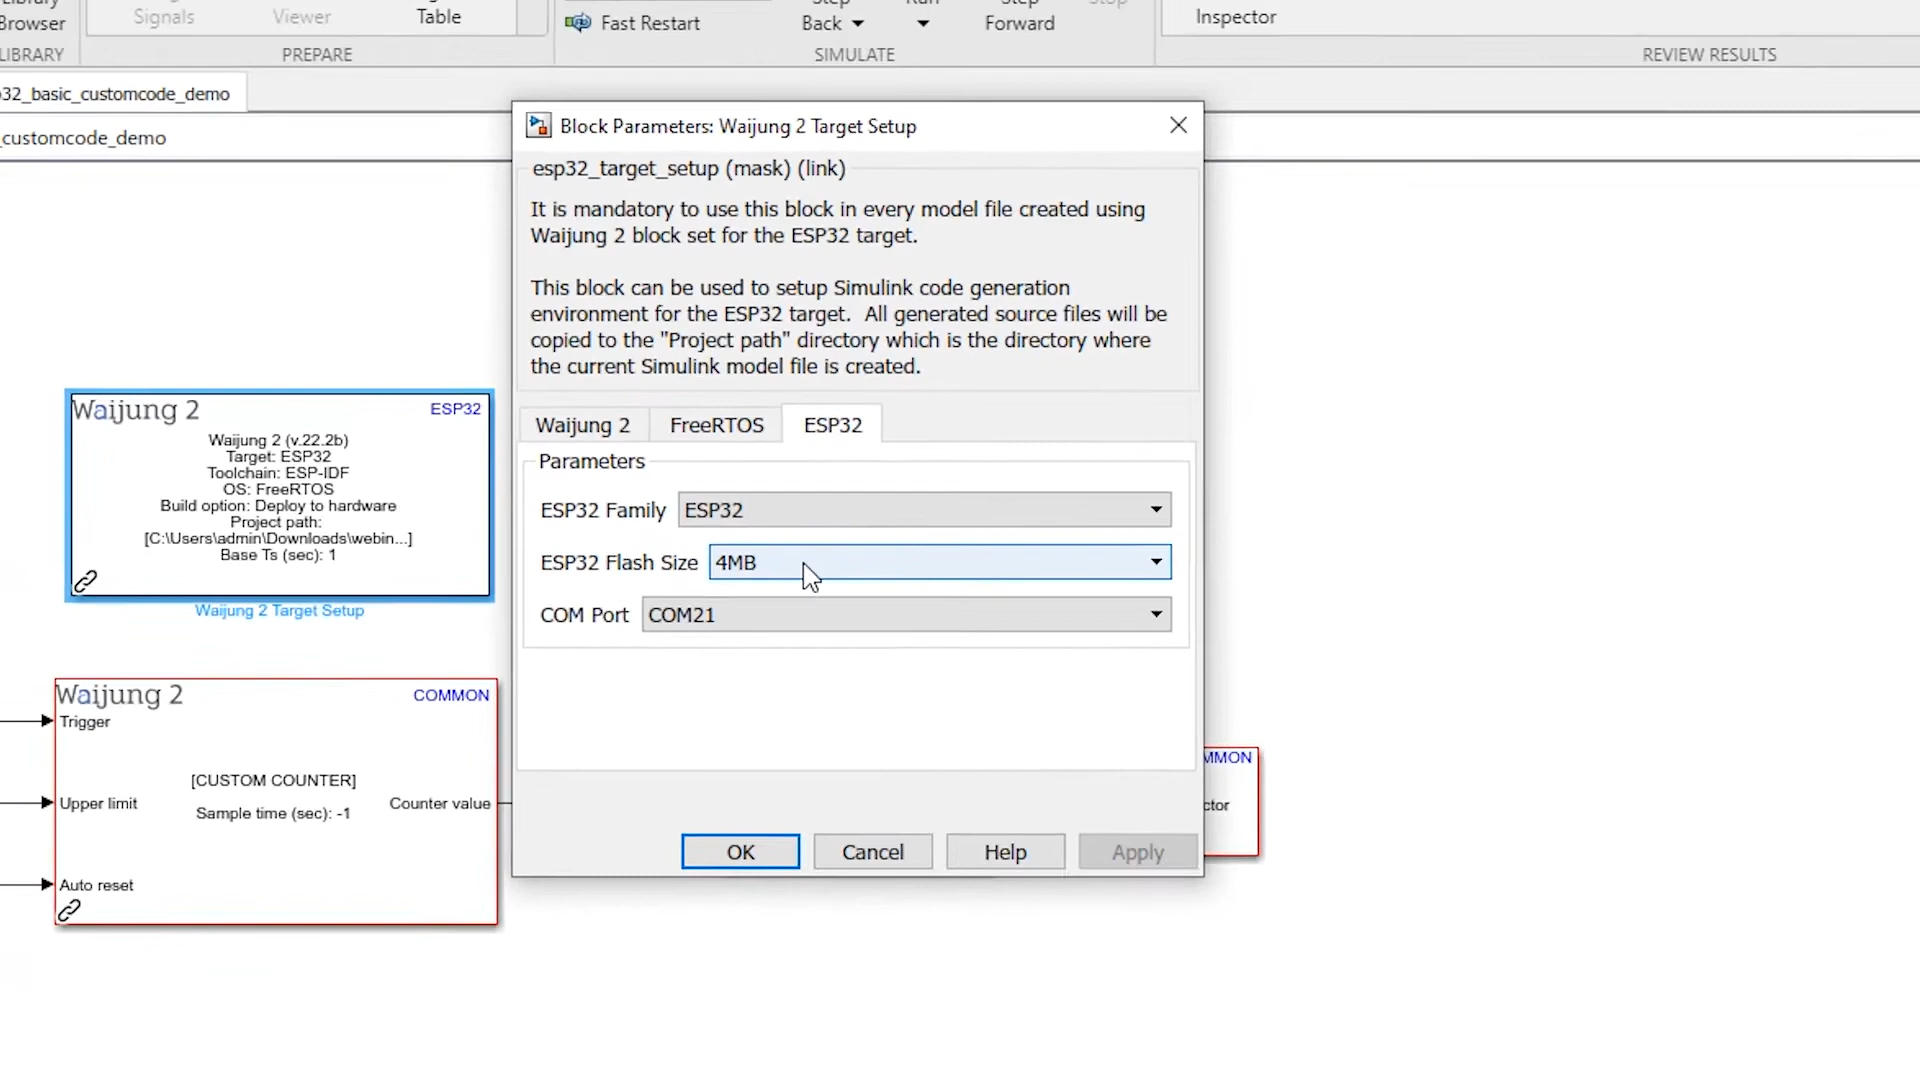 Browser
Signals
Viewer
Table
Fast Restart
Back
Forward
Inspector
LIBRARY
PREPARE
SIMULATE
REVIEW RESULTS
32_basic_customcode_demo
_customcode_demo
Block Parameters: Waijung 2 Target Setup
esp32_target_setup (mask) (link)
It is mandatory to use this block in every model file created using
Waijung 2 block set for the ESP32 target.
This block can be used to setup Simulink code generation
environment for the ESP32 target. All generated source files will be
copied to the "Project path" directory which is the directory where
the current Simulink model file is created.
Waijung 2
FreeRTOS
ESP32
Parameters
ESP32 Family
ESP32
ESP32 Flash Size
4MB
COM Port
COM21
OK
Cancel
Help
Apply
Waijung 2
ESP32
Waijung 2 (v.22.2b)
Target: ESP32
Toolchain: ESP-IDF
OS: FreeRTOS
Build option: Deploy to hardware
Project path:
[C:\Users\admin\Downloads\webin...]
Base Ts (sec): 1
Waijung 2 Target Setup
Waijung 2
COMMON
Trigger
[CUSTOM COUNTER]
Upper limit
Counter value
Sample time (sec): -1
Auto reset
MMON
ctor